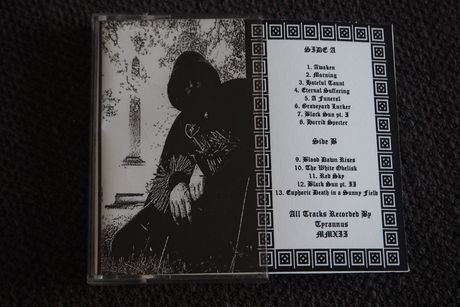 SIDE A
1. Awaken
2. Morning
3. Hateful Taunt
4. Eternal Suffering
5. A Funeral
6. Graveyard Lurker
7. Black Sun pt. I
8. Horrid Specter
Side B
9. Blood Dawn Rises
10. The White Obelisk
11. Red Sky
12. Black Sun pt. II
13. Euphoric Death in a Sunny Field
All Tracks Recorded By
Tyrannus
MMXII